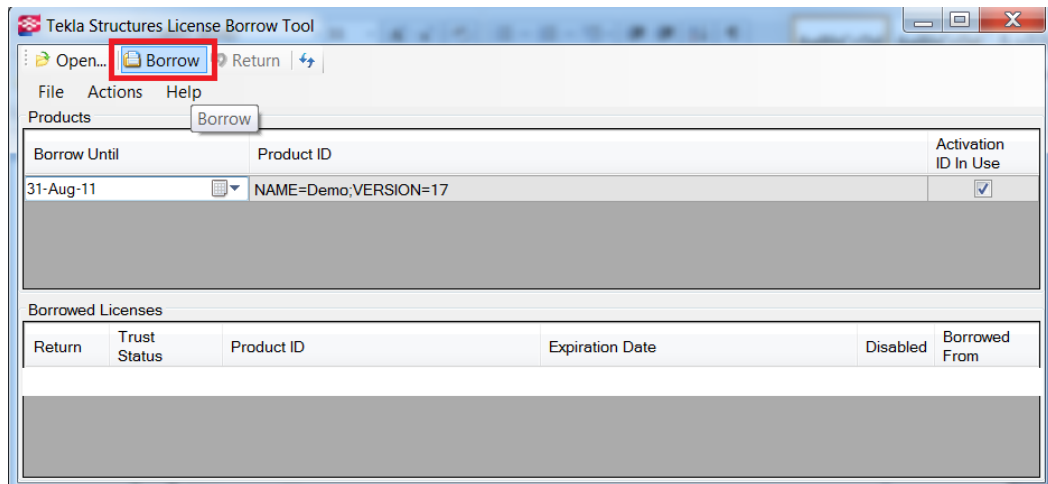 Tekla Structures License Borrow Tool
Open... Borrow Return
File Actions Help
Borrow
Products
Borrow Until Product ID Activation ID In Use
31-Aug-11 NAME=Demo;VERSION=17
Borrowed Licenses
Return Trust Status Product ID Expiration Date Disabled Borrowed From